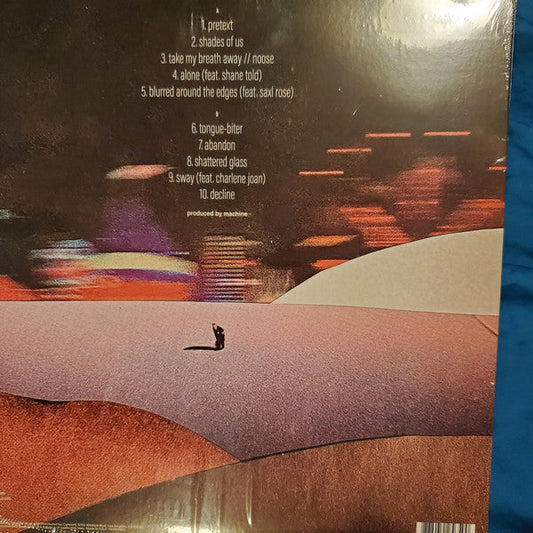 A
1. pretext
2. shades of us
3. take my breath away // noose
4. alone (feat. shane told)
5. blurred around the edges (feat. saxl rose)
B
6. tongue-biter
7. abandon
8. shattered glass
9. sway (feat. charlene joan)
10. decline
produced by machine